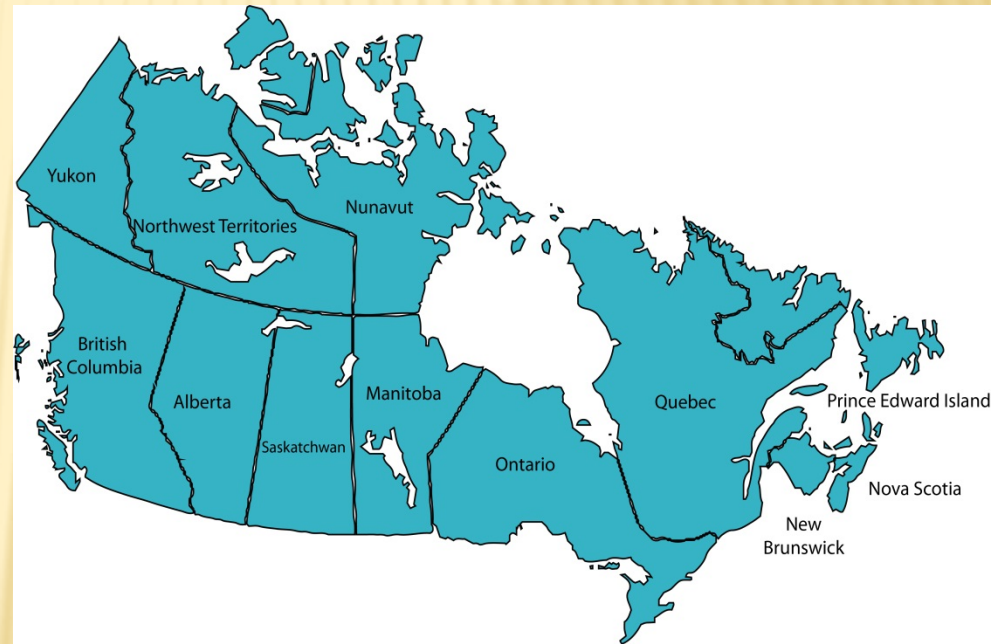 Yukon
Northwest Territories
Nunavut
British
Columbia
Alberta
Saskatchwan
Manitoba
Ontario
Quebec
Prince Edward Island
Nova Scotia
New
Brunswick